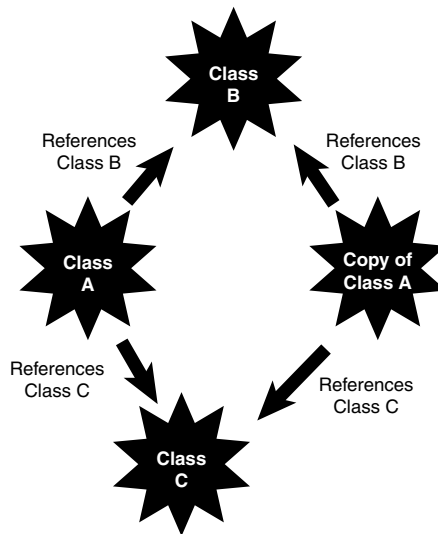 Class
B
References
Class B
References
Class B
Class
A
Copy of
Class A
References
Class C
References
Class C
Class
C